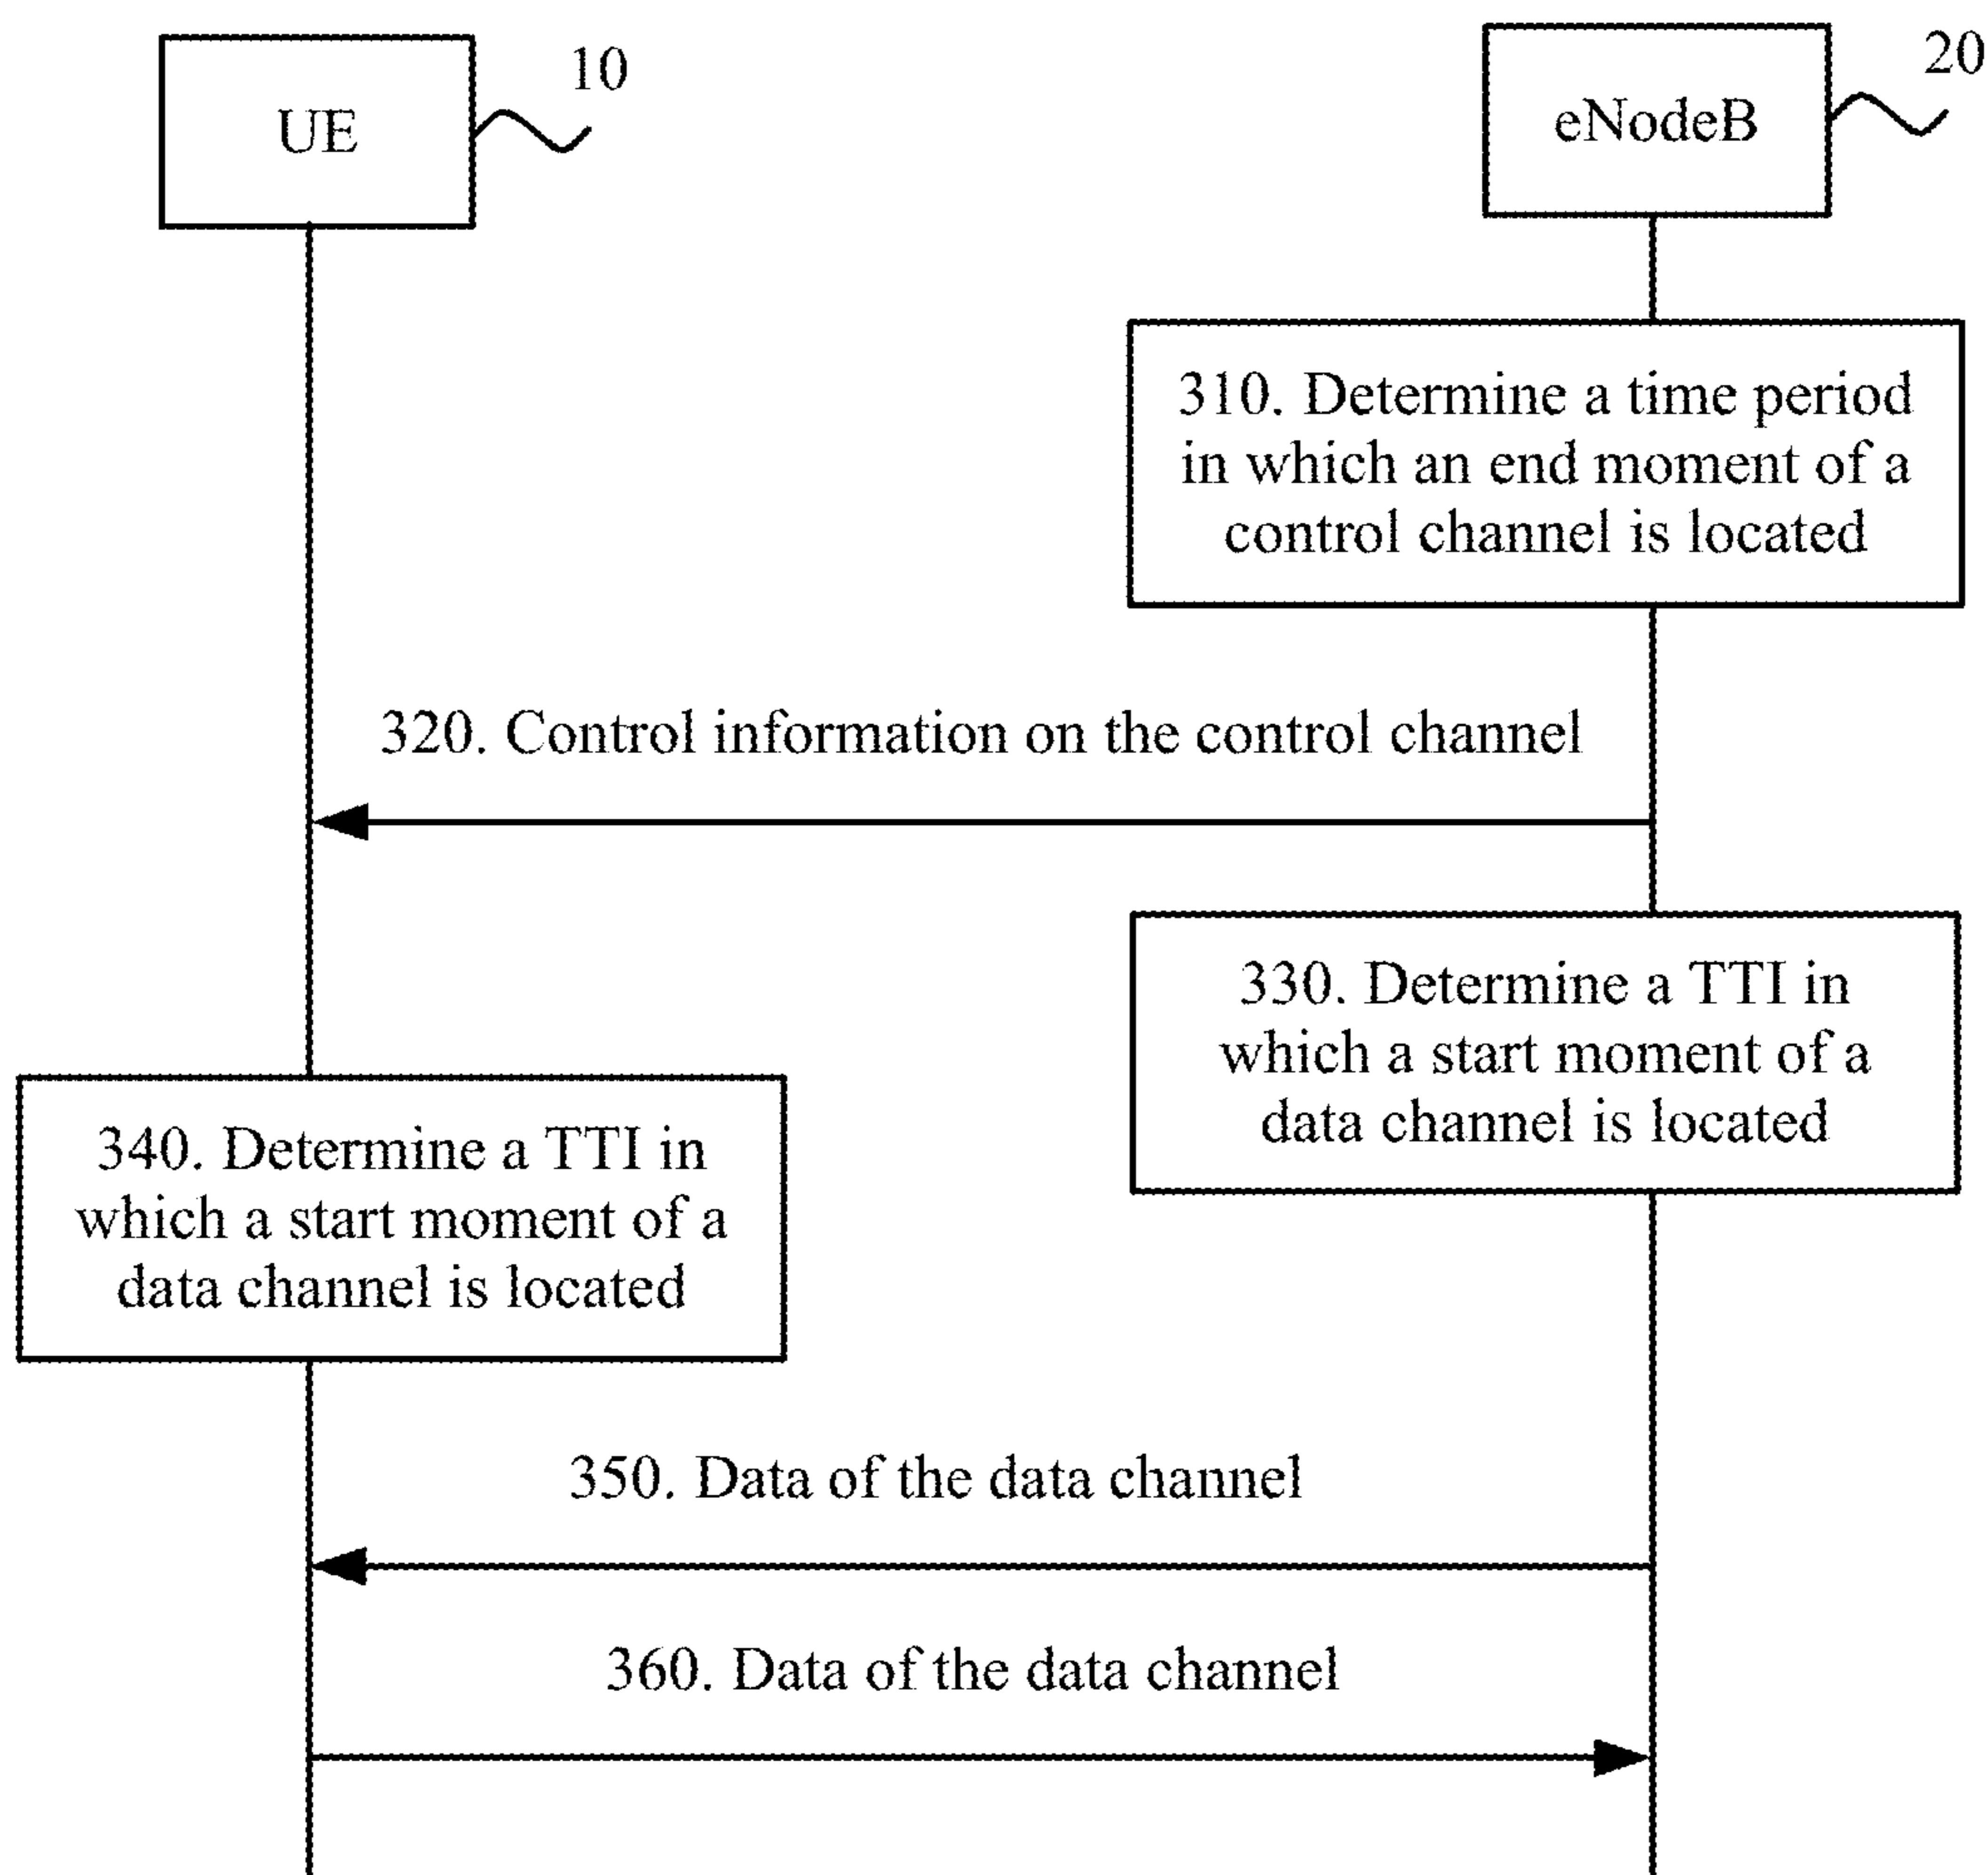 10
20
UE
eNodeB
310. Determine a time period
in which an end moment of a
control channel is located
320. Control information on the control channel
330. Determine a TTI in
which a start moment of a
data channel is located
340. Determine a TTI in
which a start moment of a
data channel is located
350. Data of the data channel
360. Data of the data channel